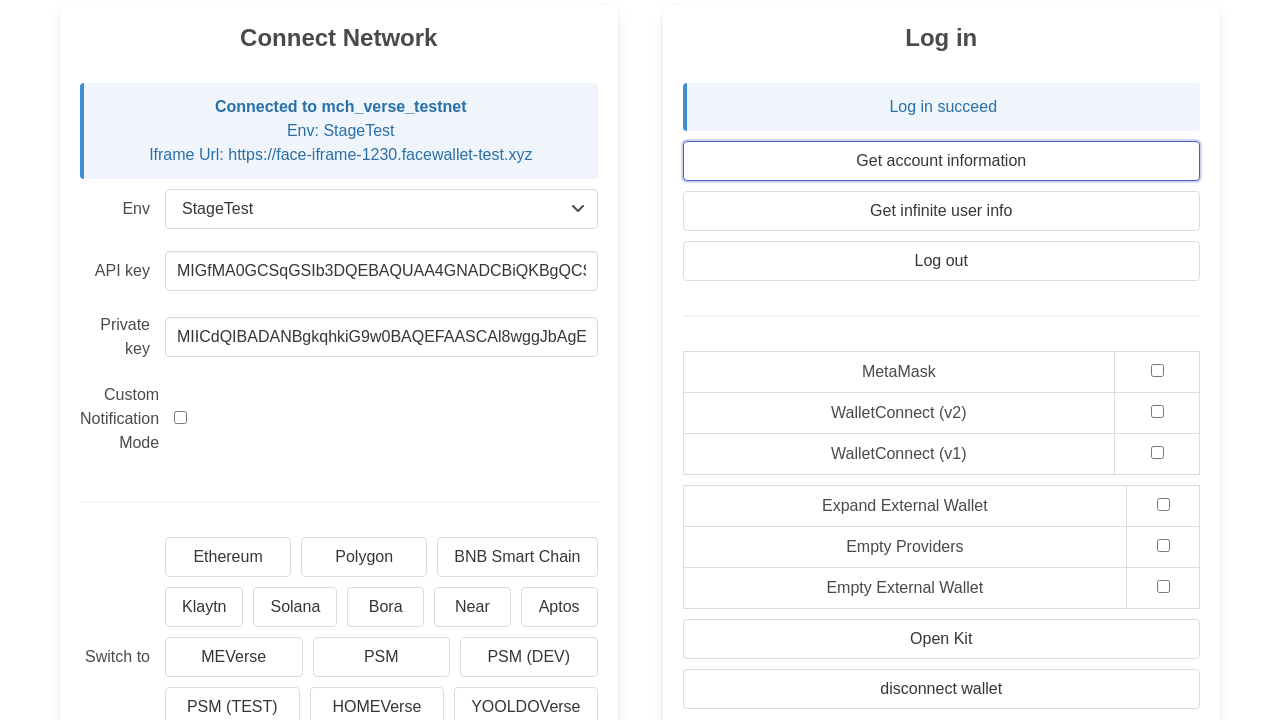 Connect Network
Connected to mch_verse_testnet
Env: StageTest
Iframe Url: https://face-iframe-1230.facewallet-test.xyz
Env
StageTest
API key
MIGfMA0GCSqGSIb3DQEBAQUAA4GNADCBiQKBgQCS
Private
key
MIICdQIBADANBgkqhkiG9w0BAQEFAASCAl8wggJbAgE
Custom
Notification
Mode
Switch to
Ethereum
Polygon
BNB Smart Chain
Klaytn
Solana
Bora
Near
Aptos
MEVerse
PSM
PSM (DEV)
PSM (TEST)
HOMEVerse
YOOLDOVerse
Log in
Log in succeed
Get account information
Get infinite user info
Log out
MetaMask
WalletConnect (v2)
WalletConnect (v1)
Expand External Wallet
Empty Providers
Empty External Wallet
Open Kit
disconnect wallet